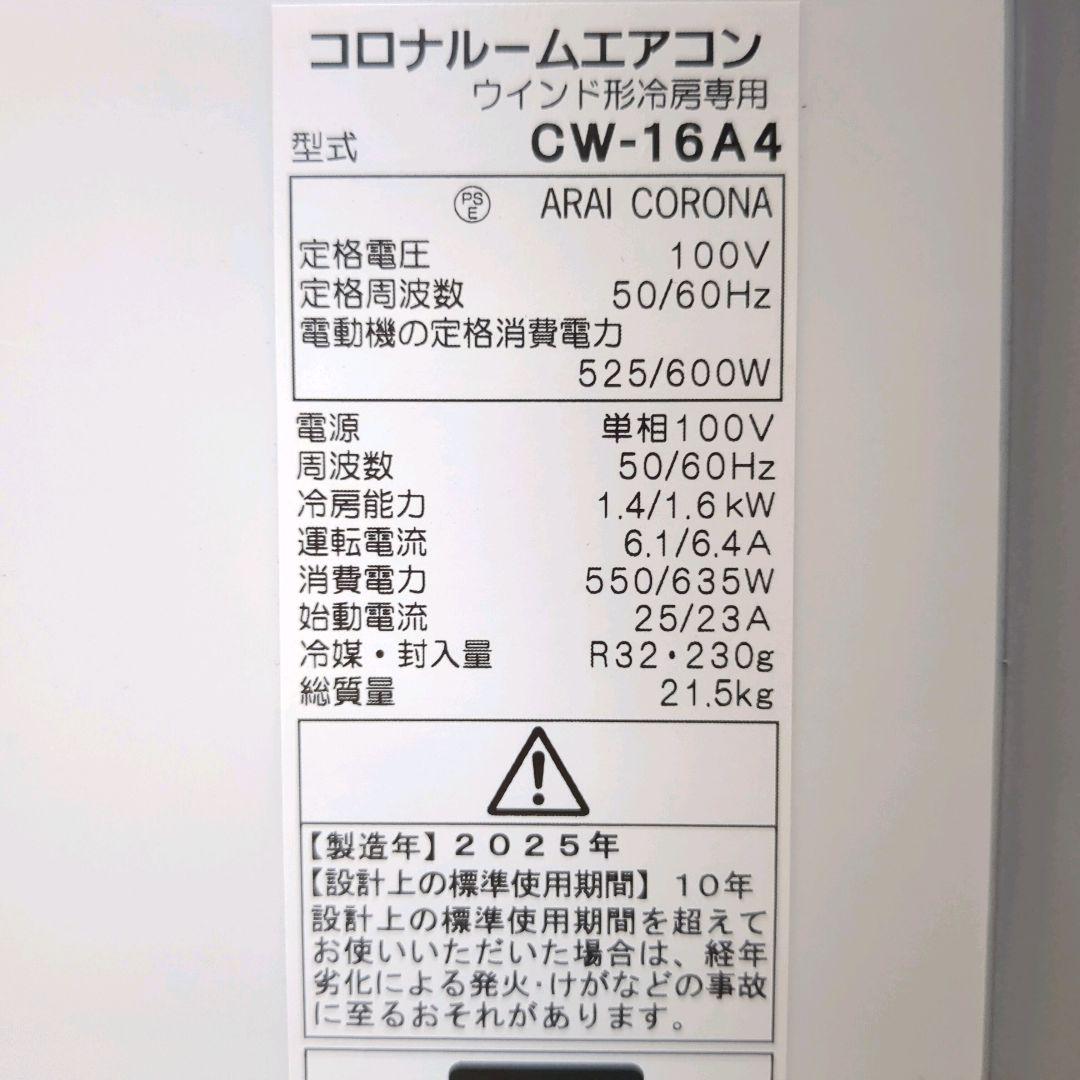 コロナルームエアコン
ウインド形冷房専用
型式 CW-16A4
PSE ARAI CORONA
定格電圧 100V
定格周波数 50/60Hz
電動機の定格消費電力
525/600W
電源 単相100V
周波数 50/60Hz
冷房能力 1.4/1.6kW
運転電流 6.1/6.4A
消費電力 550/635W
始動電流 25/23A
冷媒・封入量 R32・230g
総質量 21.5kg
【製造年】２０２５年
【設計上の標準使用期間】10年
設計上の標準使用期間を超えて
お使いいただいた場合は、経年
劣化による発火・けがなどの事故
に至るおそれがあります。